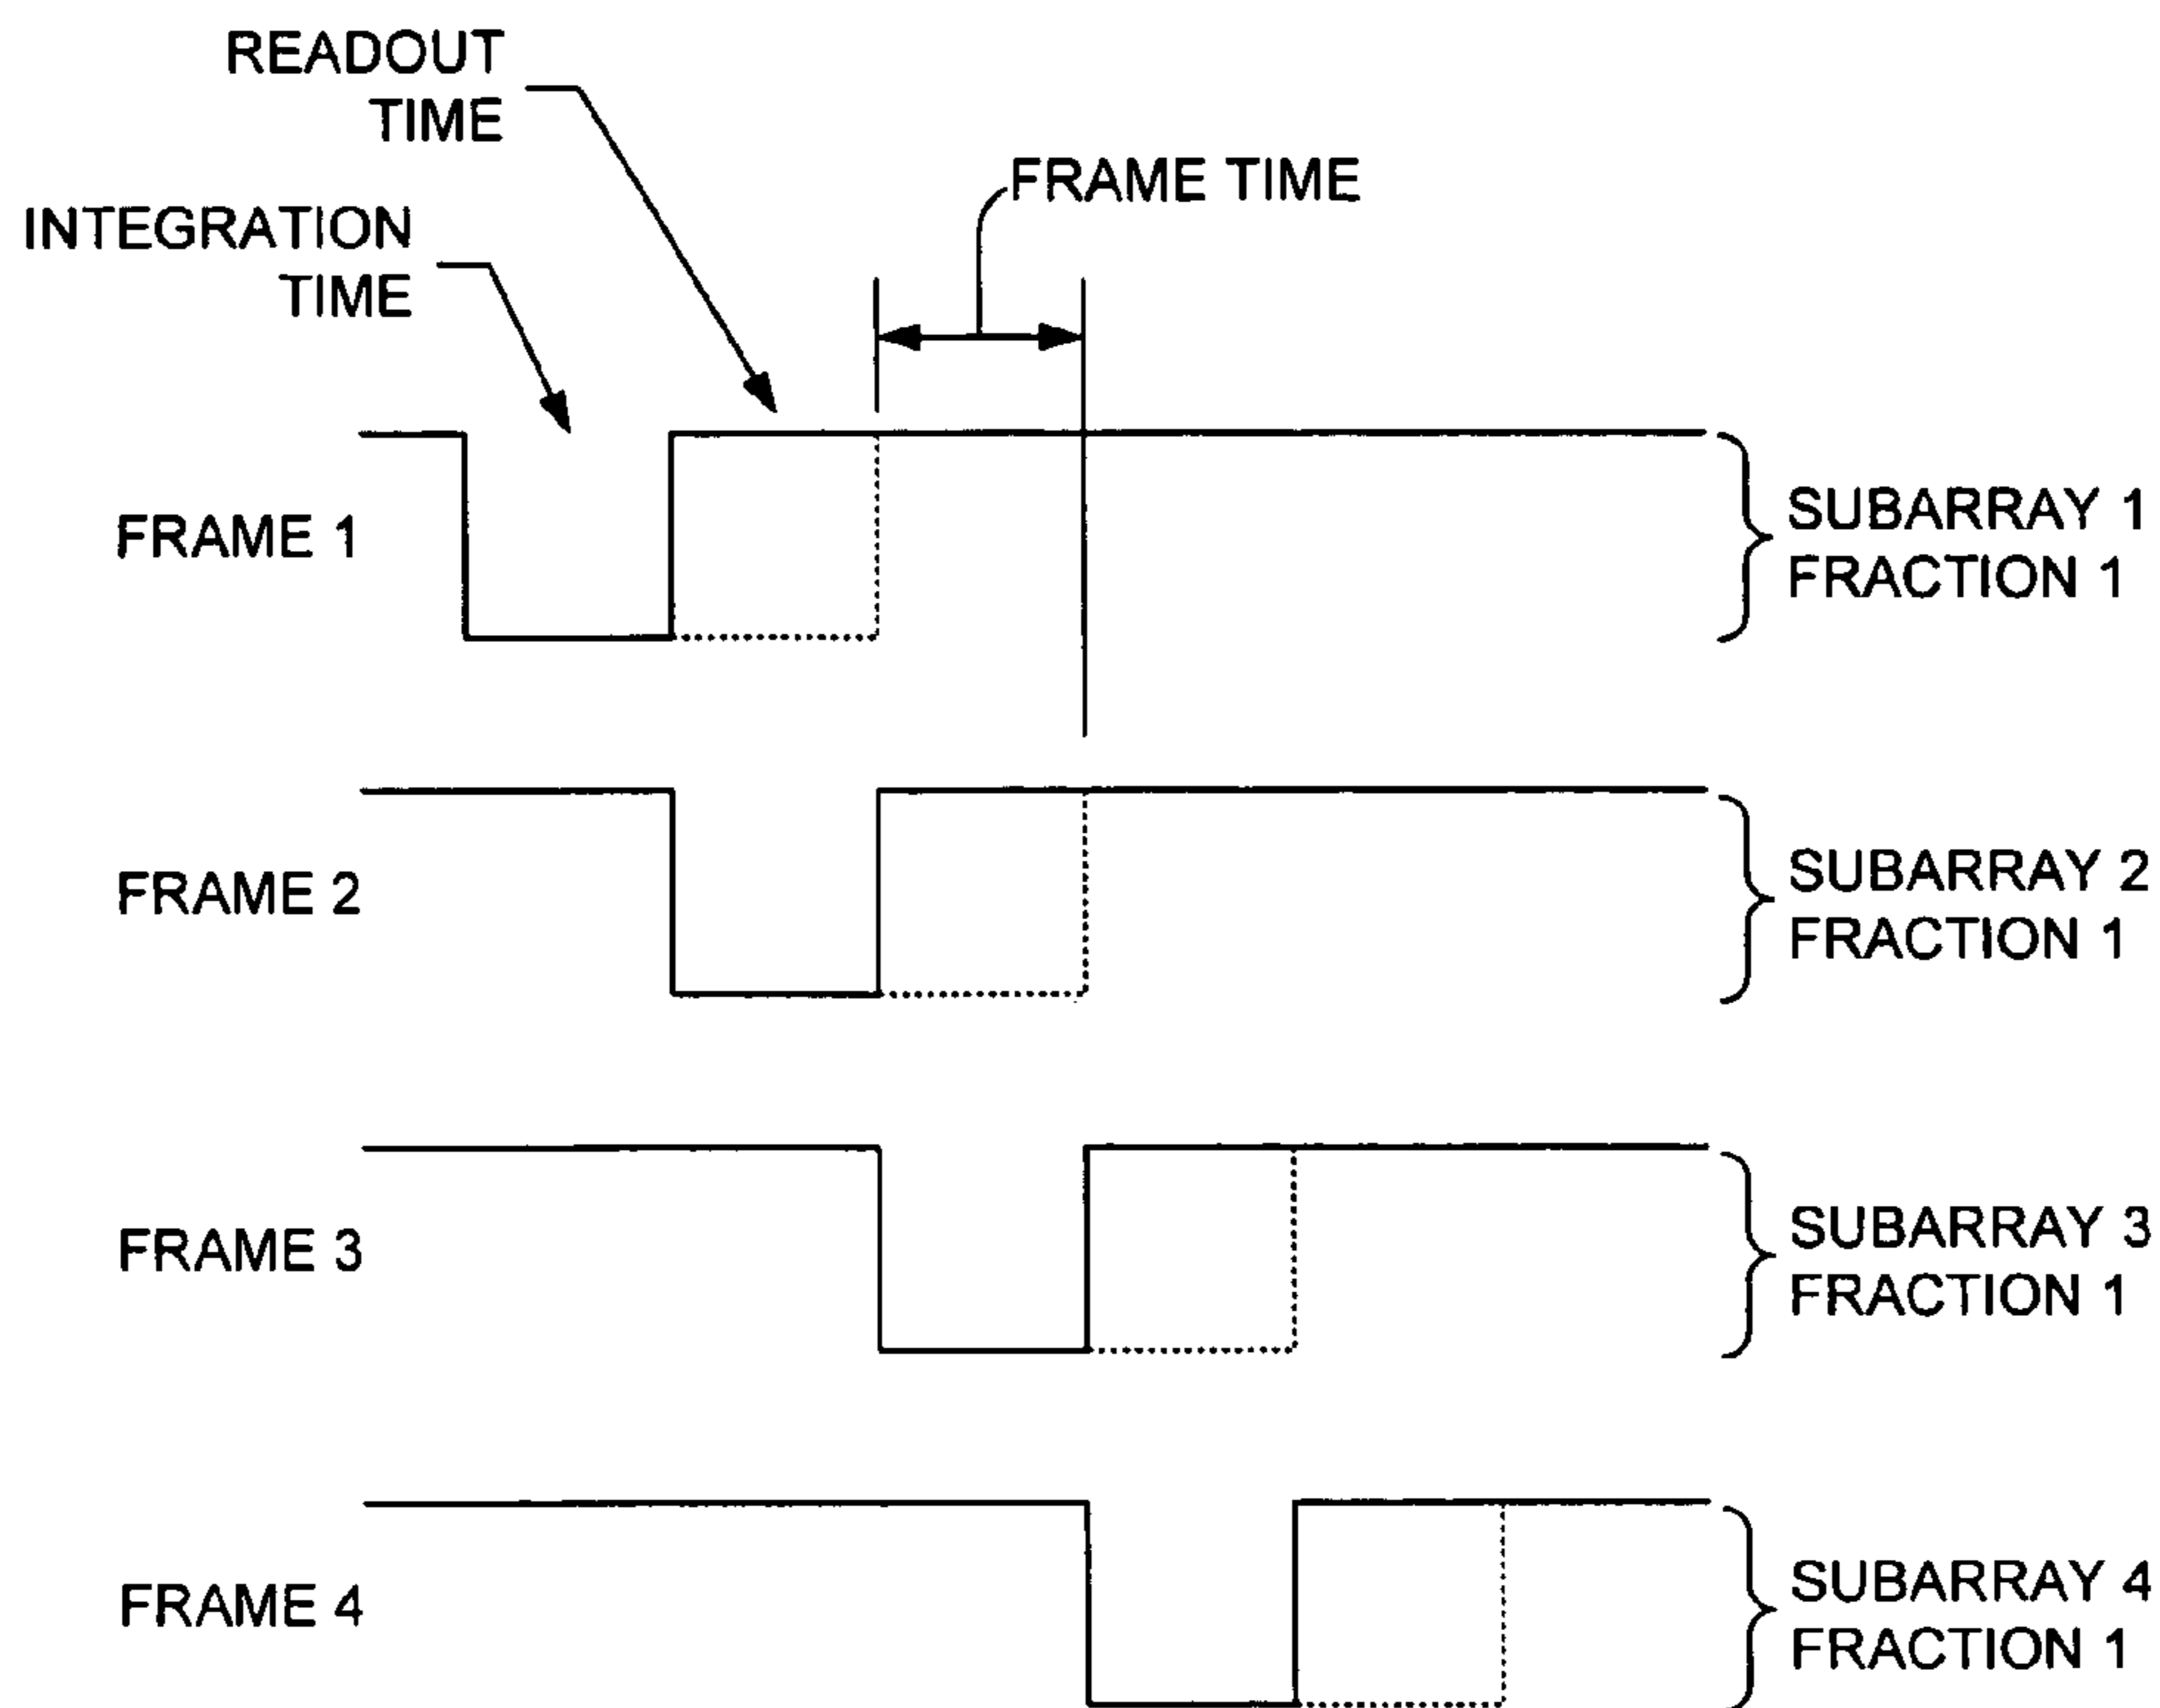 READOUT
TIME
FRAME TIME
INTEGRATION
TIME
FRAME 1
SUBARRAY 1
FRACTION 1
FRAME 2
SUBARRAY 2
FRACTION 1
FRAME 3
SUBARRAY 3
FRACTION 1
FRAME 4
SUBARRAY 4
FRACTION 1